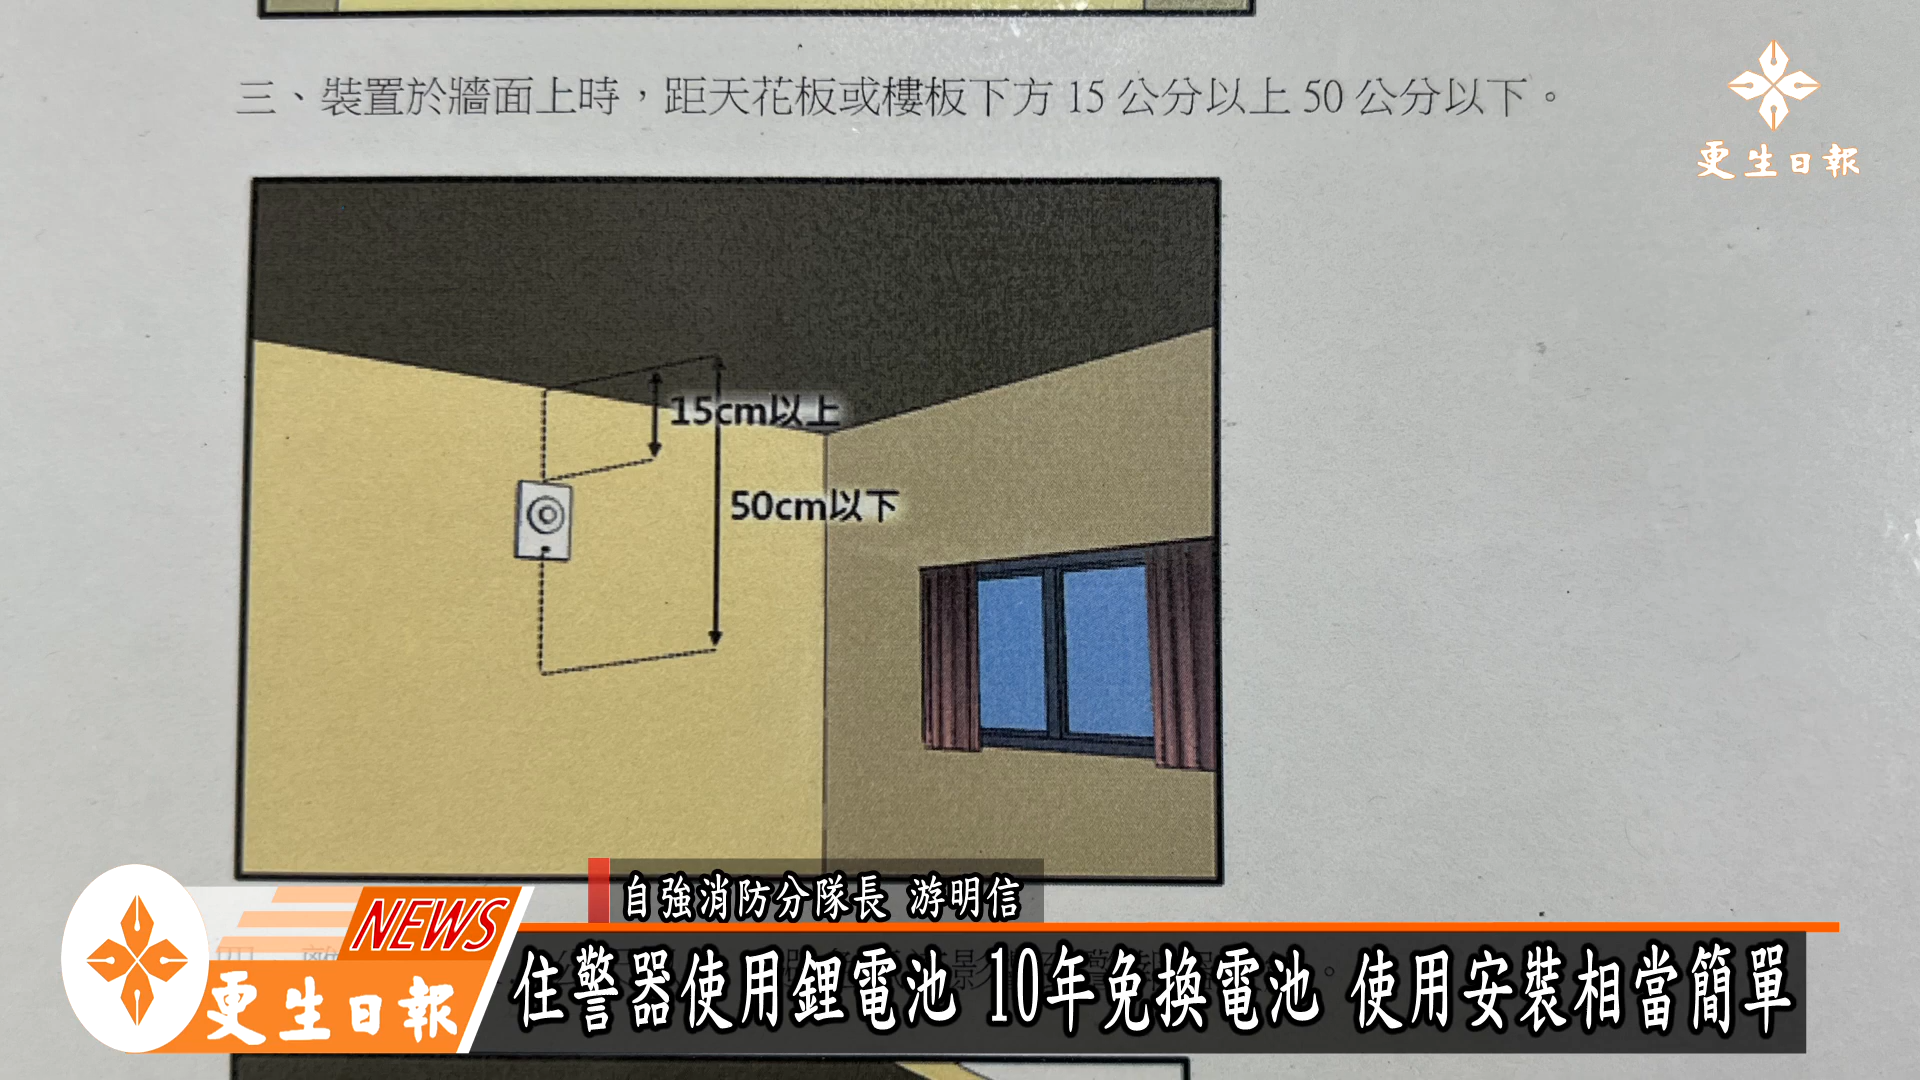 三、裝置於牆面上時,距天花板或樓板下方 15 公分以上 50 公分以下。
更生日報
15cm以上
50cm以下
自強消防分隊長 游明信
NEWS
更生日報
住警器使用鋰電池 10年免換電池 使用安裝相當簡單